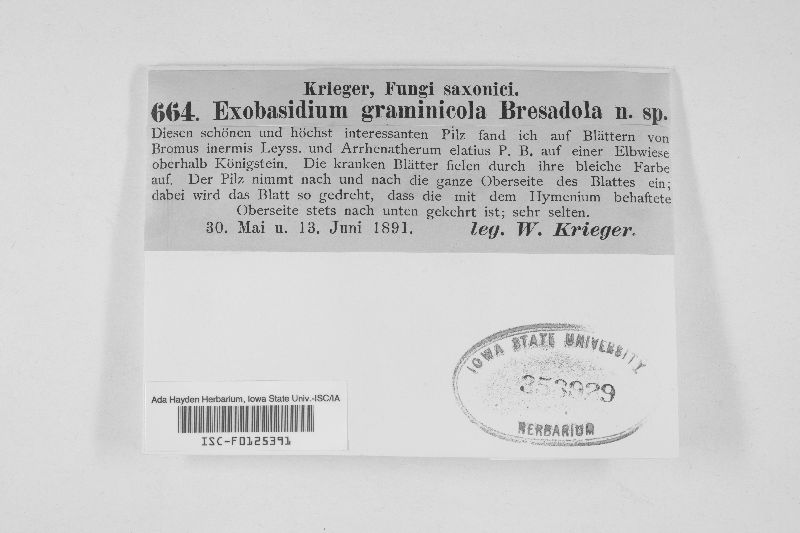 Krieger, Fungi saxonici.
664. Exobasidium graminicola Bresadola n. sp.
Diesen schönen und höchst interessanten Pilz fand ich auf Blättern von
Bromus inermis Leyss. und Arrhenatherum elatius P. B. auf einer Elbwiese
oberhalb Königstein. Die kranken Blätter fielen durch ihre bleiche Farbe
auf. Der Pilz nimmt nach und nach die ganze Oberseite des Blattes ein;
dabei wird das Blatt so gedreht, dass die mit dem Hymenium behaftete
Oberseite stets nach unten gekehrt ist; sehr selten.
30. Mai u. 13. Juni 1891. leg. W. Krieger.
IOWA STATE UNIVERSITY
HERBARIUM
Ada Hayden Herbarium, Iowa State Univ.-ISC/IA
ISC-F0125391